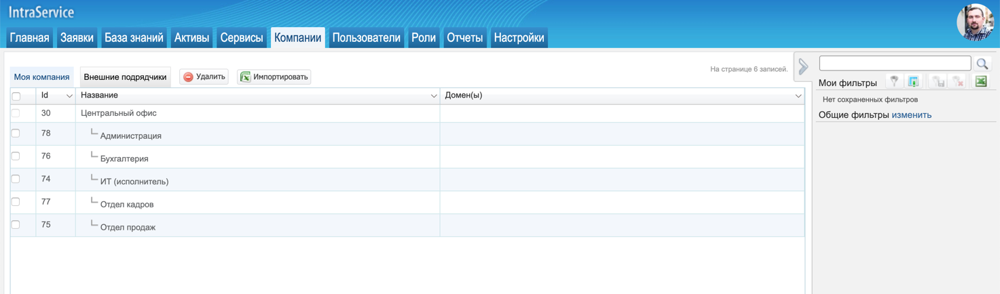 IntraService
Главная Заявки База знаний Активы Сервисы Компании Пользователи Роли Отчеты Настройки
Моя компания Внешние подрядчики Удалить Импортировать На странице 6 записей.
Id Название Домен(ы)
30 Центральный офис
78 Администрация
76 Бухгалтерия
74 ИТ (исполнитель)
77 Отдел кадров
75 Отдел продаж
Мои фильтры
Нет сохраненных фильтров
Общие фильтры изменить